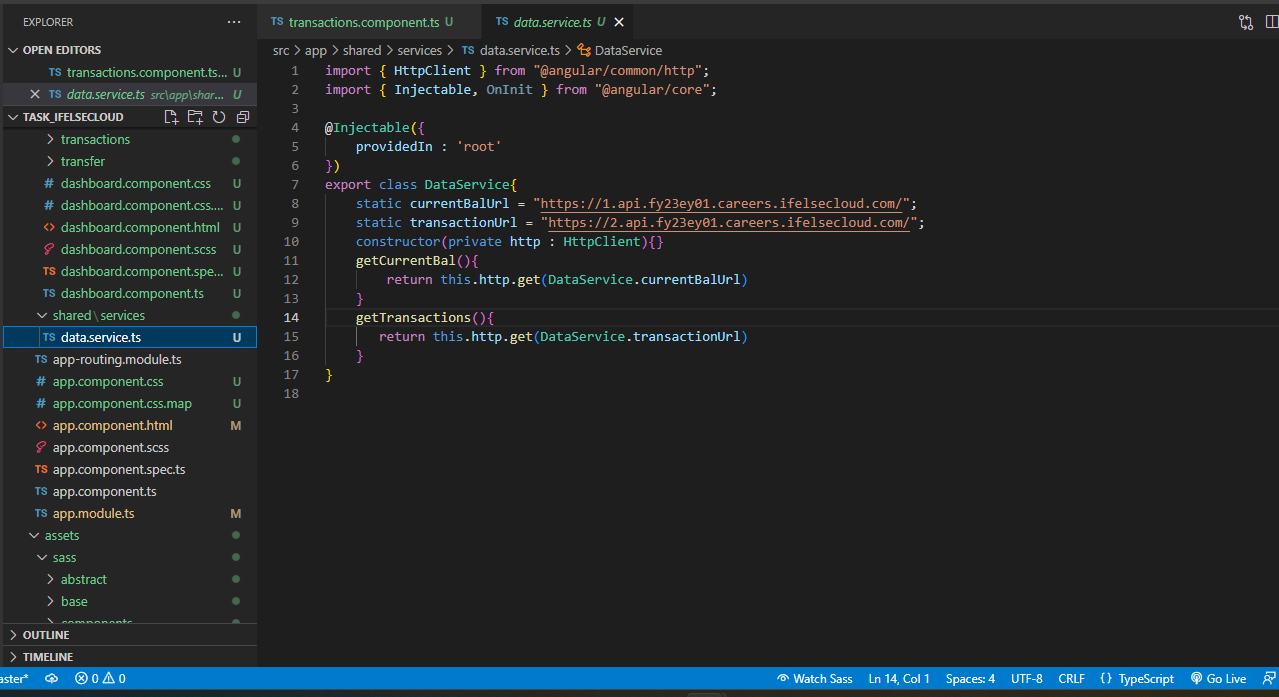 EXPLORER
OPEN EDITORS
TS transactions.component.ts... U
TS data.service.ts src\app\shar... U
TASK_IFELSECLOUD
transactions
transfer
# dashboard.component.css U
# dashboard.component.css.... U
<> dashboard.component.html U
dashboard.component.scss U
TS dashboard.component.spe... U
TS dashboard.component.ts U
shared\services
TS data.service.ts U
TS app-routing.module.ts
# app.component.css U
# app.component.css.map U
<> app.component.html M
app.component.scss
TS app.component.spec.ts
TS app.component.ts
TS app.module.ts M
assets
sass
abstract
base
components
OUTLINE
TIMELINE
TS transactions.component.ts U
TS data.service.ts U
src > app > shared > services > TS data.service.ts > DataService
1 import { HttpClient } from "@angular/common/http";
2 import { Injectable, OnInit } from "@angular/core";
3
4 @Injectable({
5 providedIn : 'root'
6 })
7 export class DataService{
8 static currentBalUrl = "https://1.api.fy23ey01.careers.ifelsecloud.com/";
9 static transactionUrl = "https://2.api.fy23ey01.careers.ifelsecloud.com/";
10 constructor(private http : HttpClient){}
11 getCurrentBal(){
12 return this.http.get(DataService.currentBalUrl)
13 }
14 getTransactions(){
15 return this.http.get(DataService.transactionUrl)
16 }
17 }
18
aster* 0 0 Watch Sass Ln 14, Col 1 Spaces: 4 UTF-8 CRLF {} TypeScript Go Live